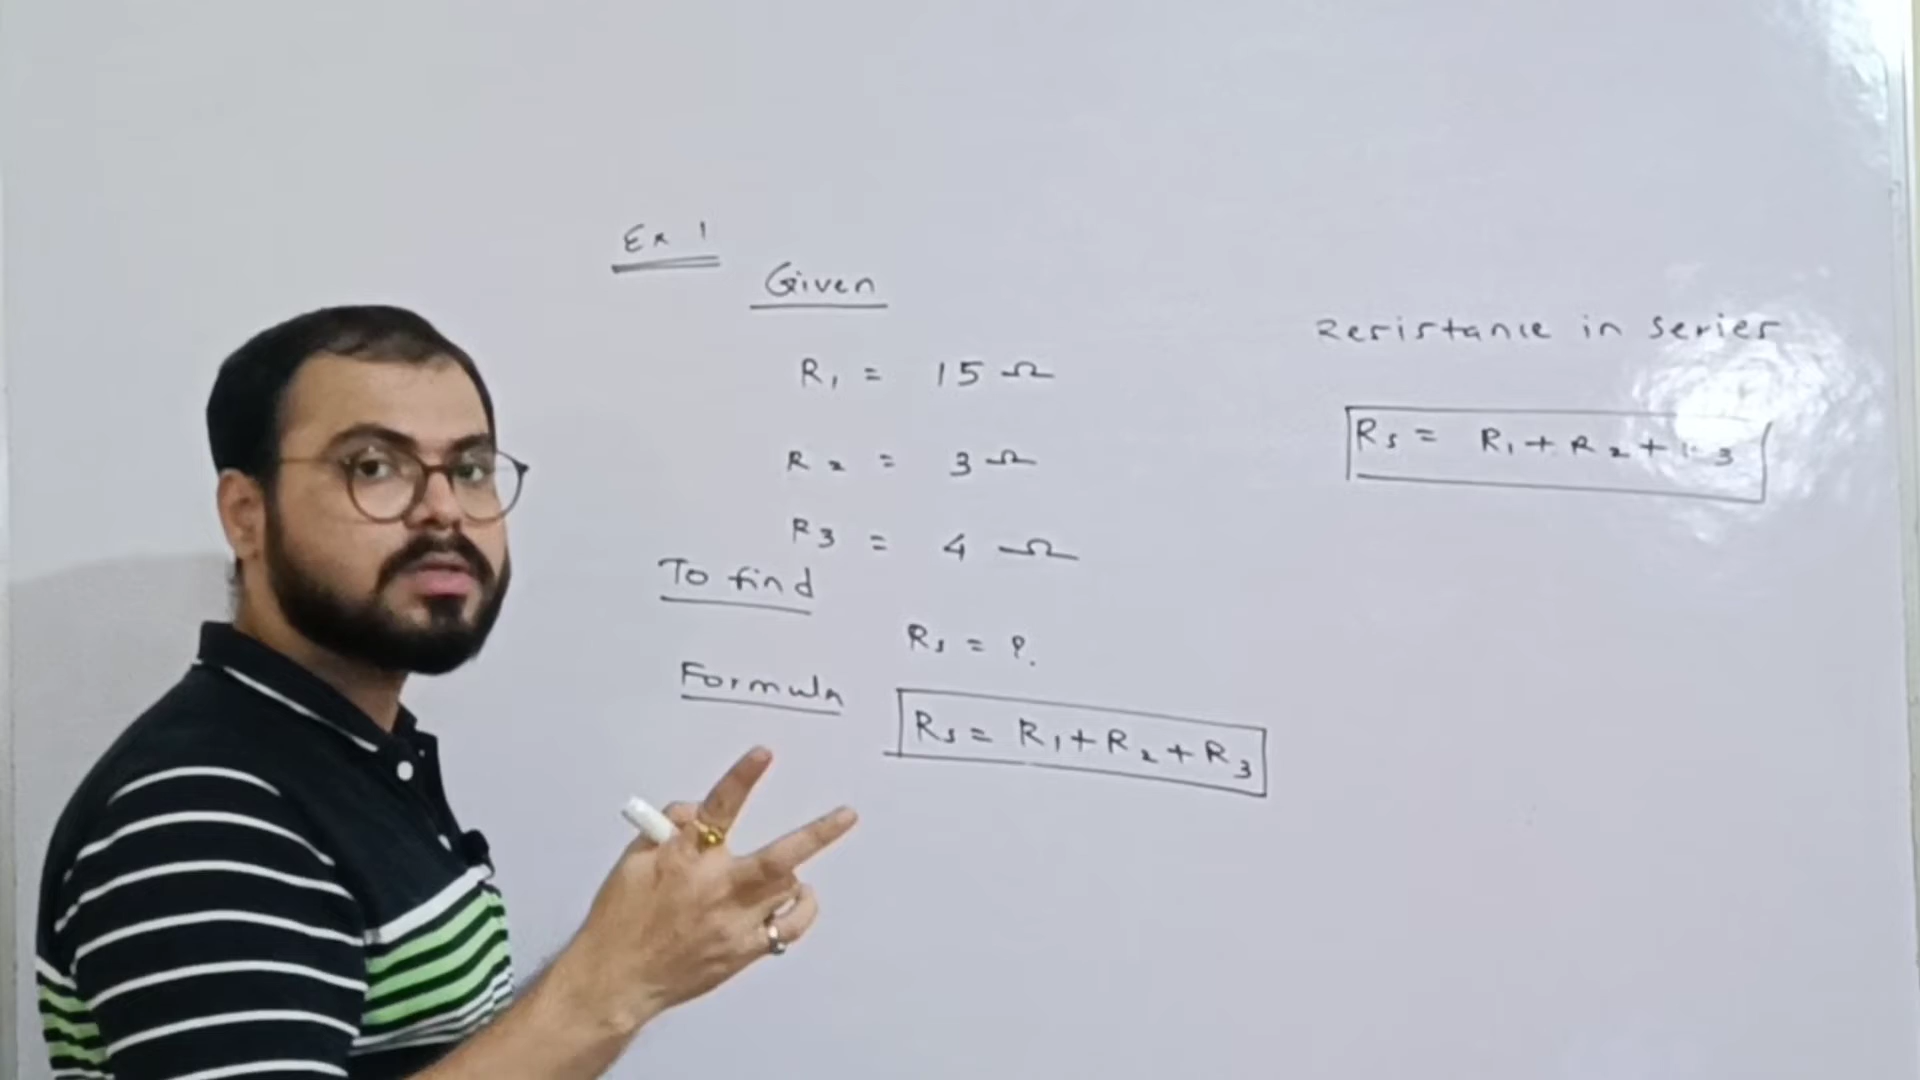 Ex 1
Given
R1 = 15 Ω
R2 = 3 Ω
R3 = 4 Ω
To find
Rs = ?
Formula
Rs = R1 + R2 + R3
Resistance in series
Rs = R1 + R2 + R3